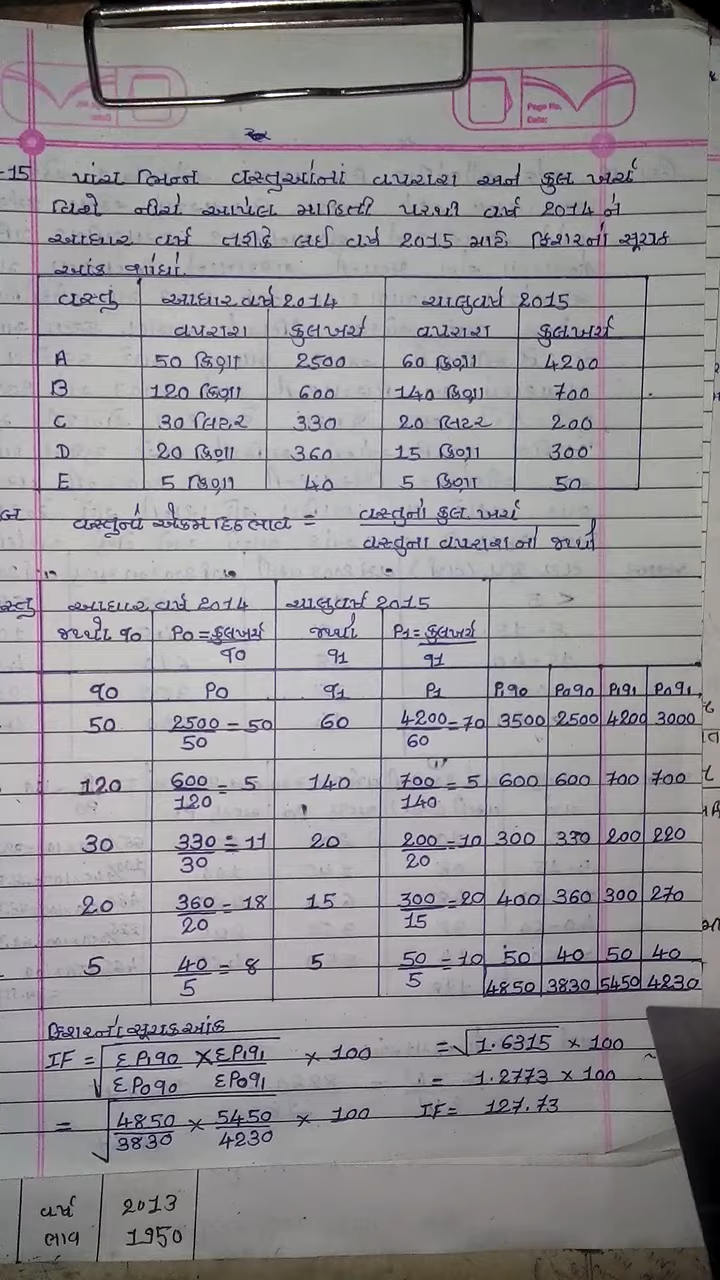 Page No.
Date:
-15 પાંચ ભિન્ન વસ્તુઓનાં વપરાશ અને કુલ ખર્ચ
વિશે નીચે આપેલ માહિતી પરથી વર્ષ 2014ને
આધાર વર્ષ તરીકે લઈ વર્ષ 2015 માટે ફિશરનો સૂચક
આંક શોધો.
વસ્તુ આધાર વર્ષ 2014 ચાલુવર્ષ 2015
વપરાશ કુલખર્ચ વપરાશ કુલખર્ચ
A 50 કિગ્રા 2500 60 કિગ્રા 4200
B 120 કિગ્રા 600 140 કિગ્રા 700
C 30 લિટર 330 20 લિટર 200
D 20 કિગ્રા 360 15 કિગ્રા 300
E 5 કિગ્રા 40 5 કિગ્રા 50
વસ્તુનો એકમ દિઠ ભાવ = વસ્તુનો કુલ ખર્ચ
વસ્તુના વપરાશ નો જથ્થો
સ્તુ આધાર વર્ષ 2014 ચાલુવર્ષ 2015
જથ્થો q0 P0 = કુલખર્ચ / q0 જથ્થો q1 P1 = કુલખર્ચ / q1
q0 P0 q1 P1 P1q0 P0q0 P1q1 P0q1
50 2500/50 = 50 60 4200/60 = 70 3500 2500 4200 3000
120 600/120 = 5 140 700/140 = 5 600 600 700 700
30 330/30 = 11 20 200/20 = 10 300 330 200 220
20 360/20 = 18 15 300/15 = 20 400 360 300 270
5 40/5 = 8 5 50/5 = 10 50 40 50 40
4850 3830 5450 4230
ફિશરનો સૂચકઆંક
IF = √(ΣP1q0/ΣP0q0 × ΣP1q1/ΣP0q1) × 100
= √(4850/3830 × 5450/4230) × 100
= √1.6315 × 100
= 1.2773 × 100
IF = 127.73
વર્ષ 2013
ભાવ 1950